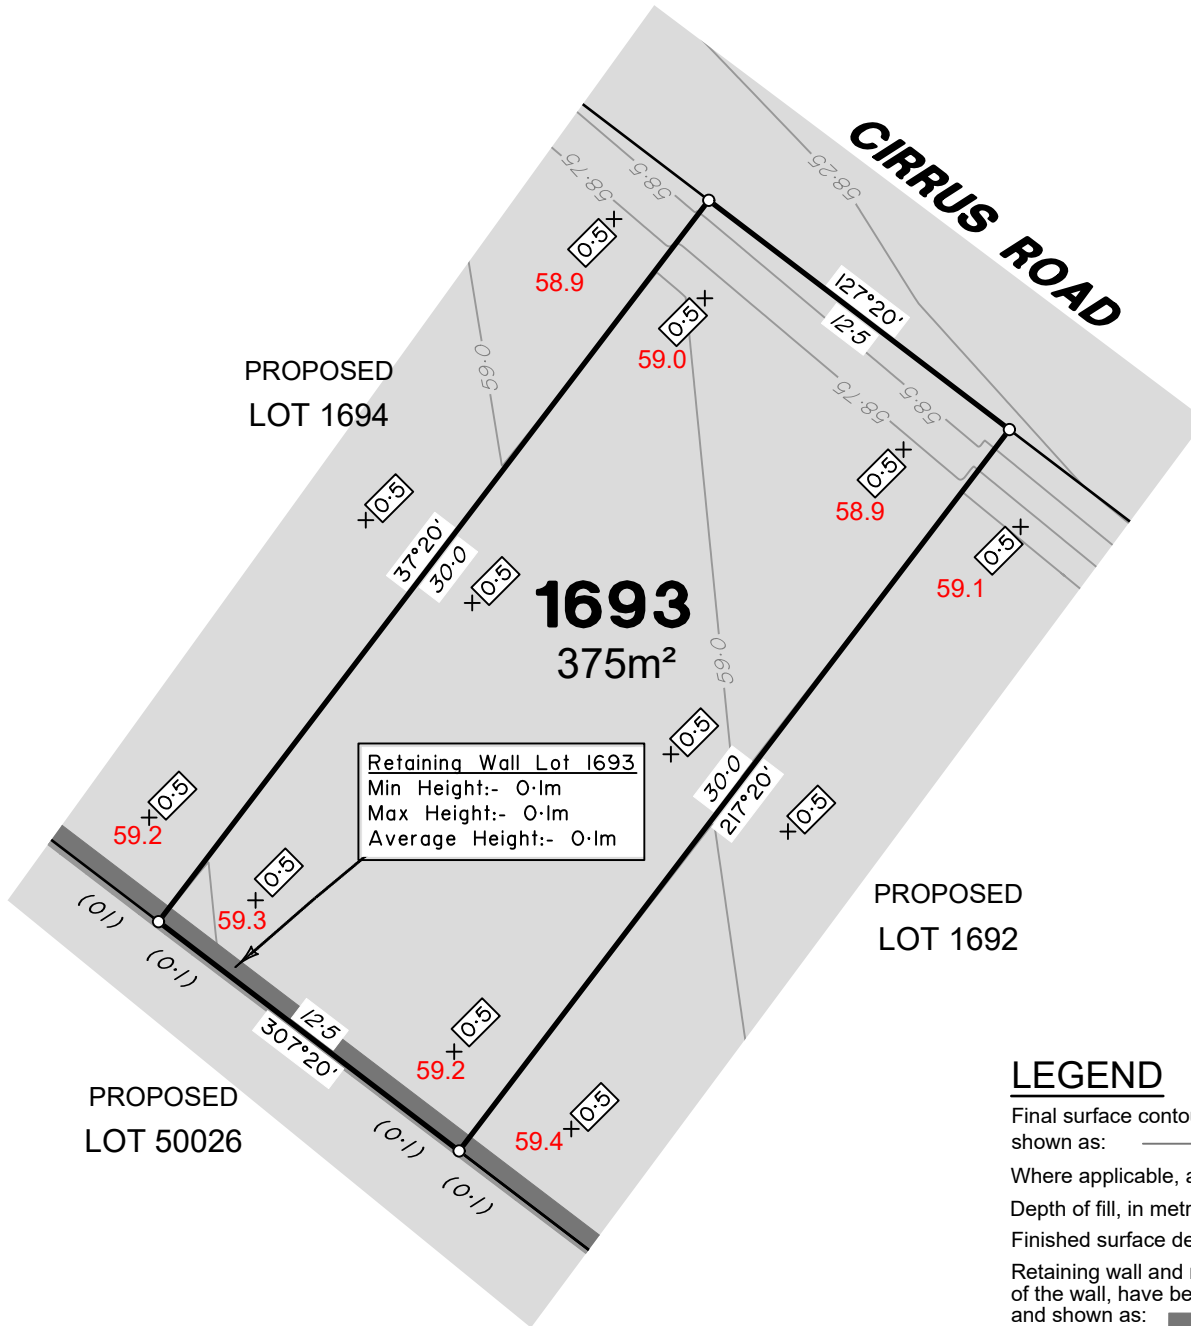 CIRRUS ROAD
58·25
58·5
58·75
0·5
58.9
0·5
59.0
127°20'
12·5
58·75
58·5
59·0
PROPOSED
LOT 1694
0·5
58.9
0·5
59.1
0·5
37°20'
30·0
0·5
1693
375m²
59·0
0·5
30·0
217°20'
0·5
Retaining Wall Lot 1693
Min Height:- 0·1m
Max Height:- 0·1m
Average Height:- 0·1m
0·5
59.2
0·5
59.3
PROPOSED
LOT 1692
(0·1)
(0·1)
12·5
307°20'
0·5
59.2
0·5
59.4
(0·1)
(0·1)
PROPOSED
LOT 50026
LEGEND
Final surface
shown as:
Where applicable,
Depth of fill, in
Finished surface
Retaining wall and
of the wall, have
and shown as: